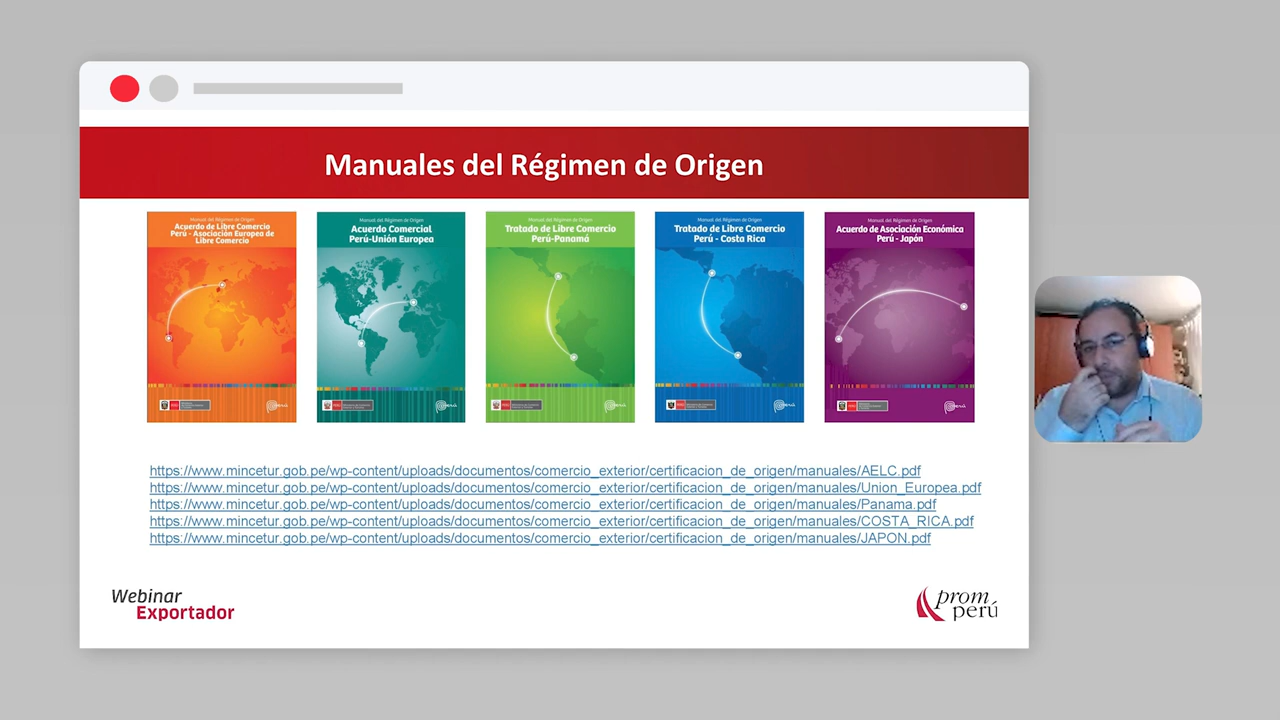 Manuales del Régimen de Origen
Manual del Régimen de Origen
Acuerdo de Libre Comercio
Perú - Asociación Europea de
Libre Comercio
Manual del Régimen de Origen
Acuerdo Comercial
Perú-Unión Europea
Manual del Régimen de Origen
Tratado de Libre Comercio
Perú-Panamá
Manual del Régimen de Origen
Tratado de Libre Comercio
Perú - Costa Rica
Manual del Régimen de Origen
Acuerdo de Asociación Económica
Perú - Japón
Perú
Perú
Perú
Perú
Perú
https://www.mincetur.gob.pe/wp-content/uploads/documentos/comercio_exterior/certificacion_de_origen/manuales/AELC.pdf
https://www.mincetur.gob.pe/wp-content/uploads/documentos/comercio_exterior/certificacion_de_origen/manuales/Union_Europea.pdf
https://www.mincetur.gob.pe/wp-content/uploads/documentos/comercio_exterior/certificacion_de_origen/manuales/Panama.pdf
https://www.mincetur.gob.pe/wp-content/uploads/documentos/comercio_exterior/certificacion_de_origen/manuales/COSTA_RICA.pdf
https://www.mincetur.gob.pe/wp-content/uploads/documentos/comercio_exterior/certificacion_de_origen/manuales/JAPON.pdf
Webinar
Exportador
prom
perú